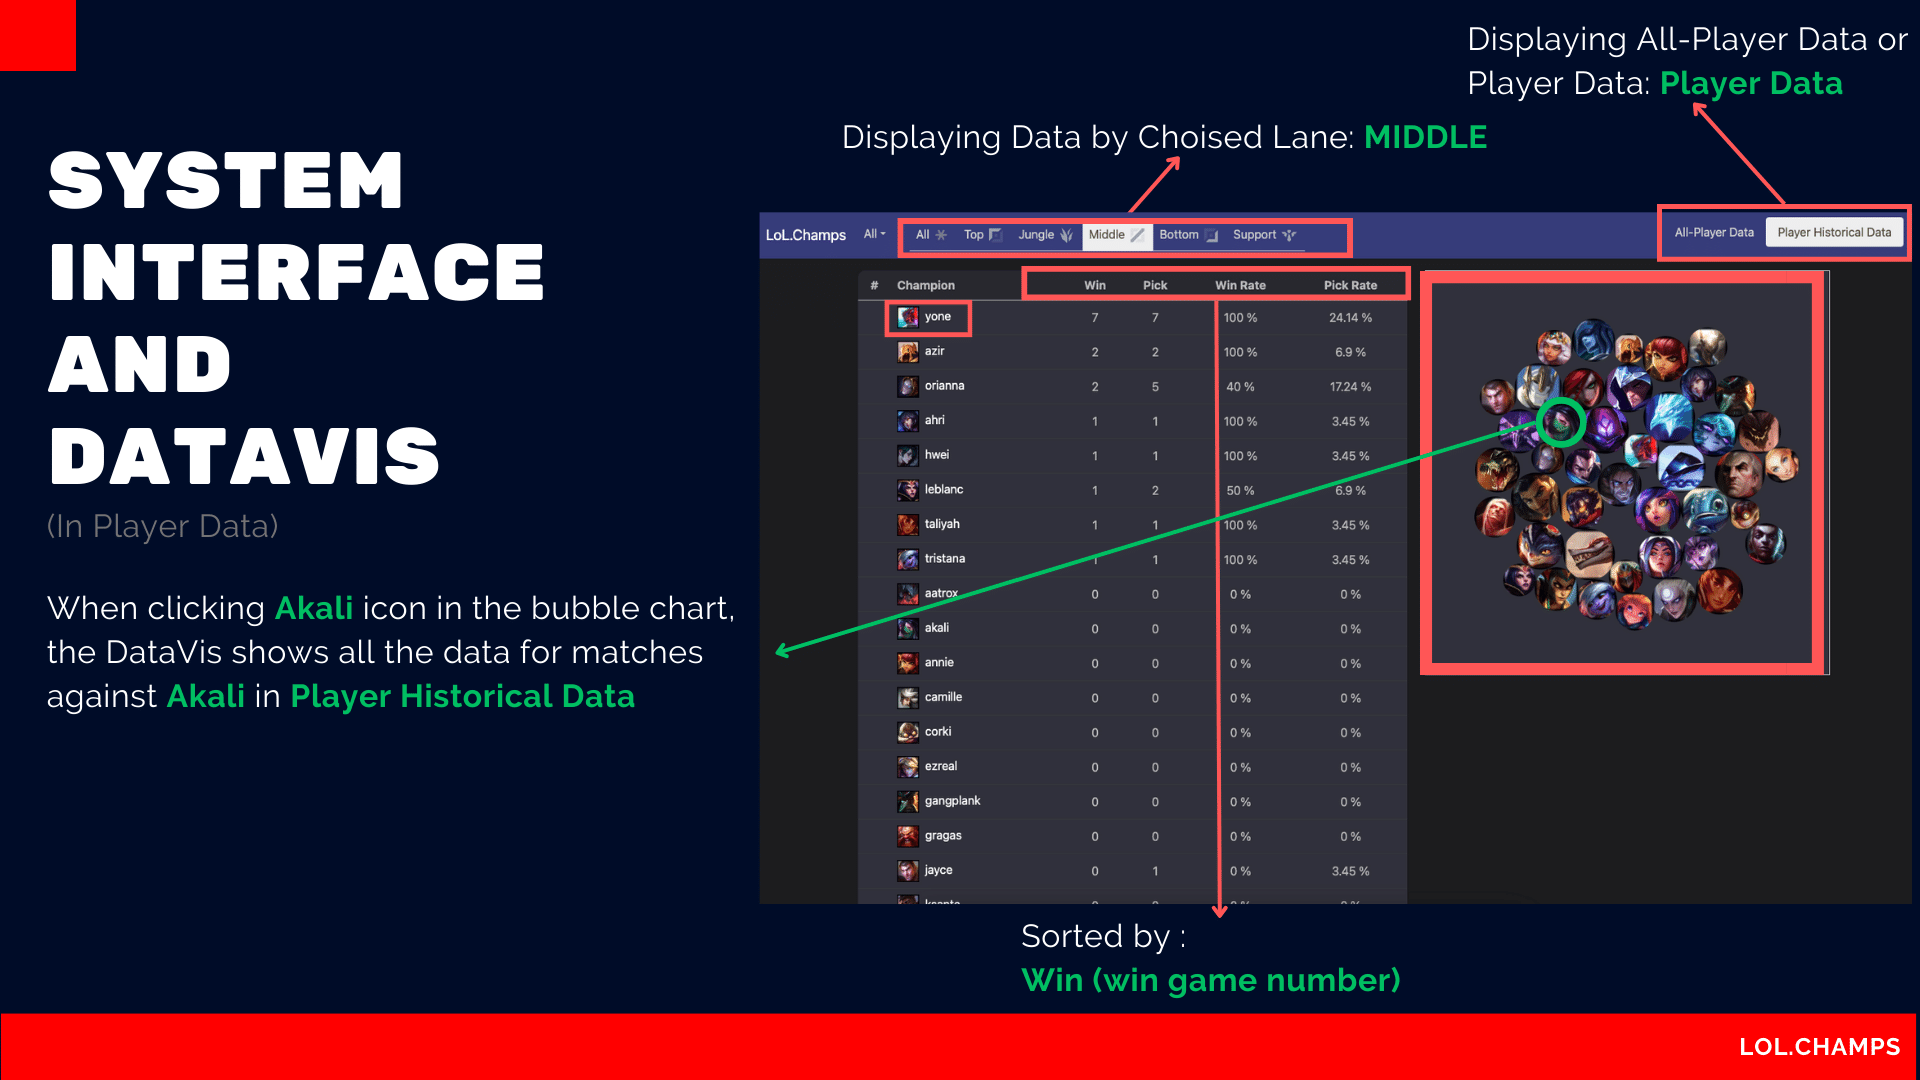 Displaying All-Player Data or
Player Data: Player Data
Displaying Data by Choised Lane: MIDDLE
SYSTEM
INTERFACE
AND
DATAVIS
(In Player Data)
When clicking Akali icon in the bubble chart,
the DataVis shows all the data for matches
against Akali in Player Historical Data
LoL.Champs All All Top Jungle Middle Bottom Support All-Player Data Player Historical Data
# Champion Win Pick Win Rate Pick Rate
yone 7 7 100 % 24.14 %
azir 2 2 100 % 6.9 %
orianna 2 5 40 % 17.24 %
ahri 1 1 100 % 3.45 %
hwei 1 1 100 % 3.45 %
leblanc 1 2 50 % 6.9 %
taliyah 1 1 100 % 3.45 %
tristana 1 1 100 % 3.45 %
aatrox 0 0 0 % 0 %
akali 0 0 0 % 0 %
annie 0 0 0 % 0 %
camille 0 0 0 % 0 %
corki 0 0 0 % 0 %
ezreal 0 0 0 % 0 %
gangplank 0 0 0 % 0 %
gragas 0 0 0 % 0 %
jayce 0 1 0 % 3.45 %
Sorted by :
Win (win game number)
LOL.CHAMPS